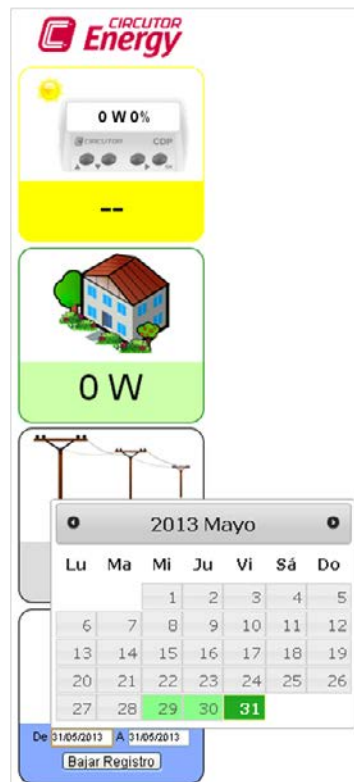 CIRCUTOR
Energy
0 W 0%
CIRCUTOR CDP
--
0 W
2013 Mayo
Lu Ma Mi Ju Vi Sá Do
1 2 3 4 5
6 7 8 9 10 11 12
13 14 15 16 17 18 19
20 21 22 23 24 25 26
27 28 29 30 31
De 31/05/2013 A 31/05/2013
Bajar Registro